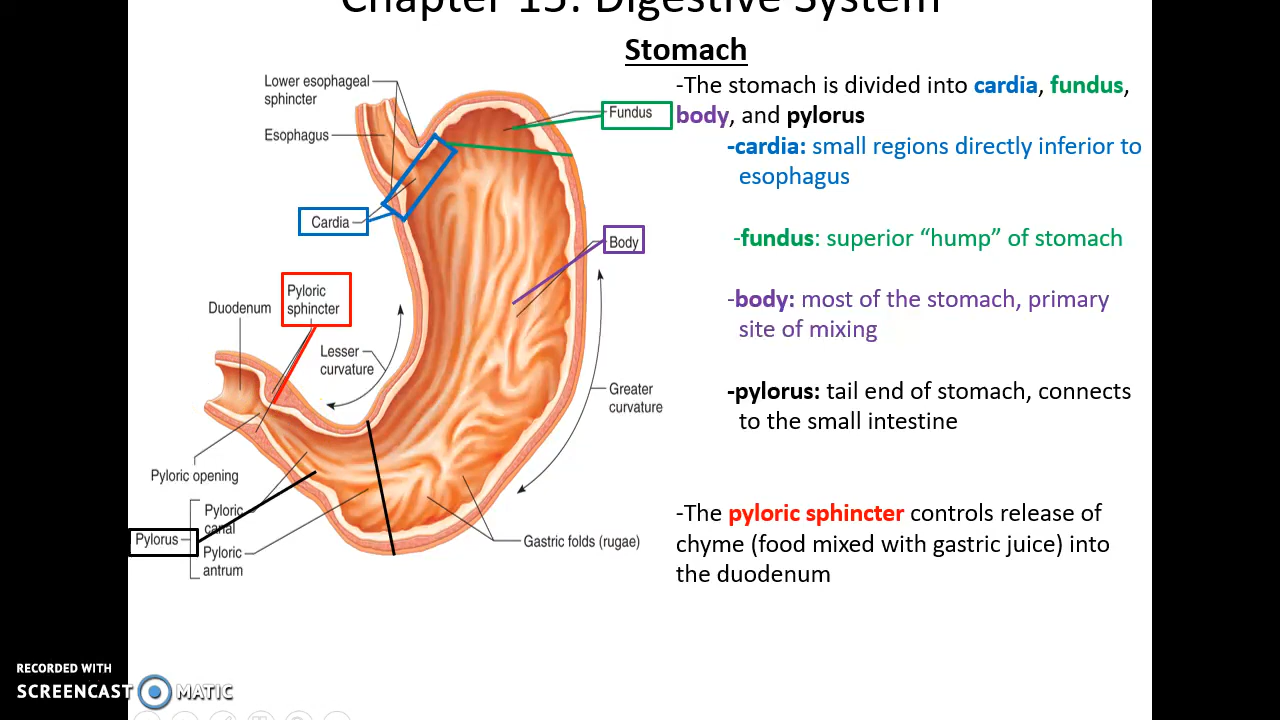 Chapter 15: Digestive System
Stomach
-The stomach is divided into cardia, fundus,
body, and pylorus
-cardia: small regions directly inferior to
esophagus
-fundus: superior “hump” of stomach
-body: most of the stomach, primary
site of mixing
-pylorus: tail end of stomach, connects
to the small intestine
-The pyloric sphincter controls release of
chyme (food mixed with gastric juice) into
the duodenum
Lower esophageal
sphincter
Esophagus
Fundus
Cardia
Body
Pyloric
sphincter
Duodenum
Lesser
curvature
Greater
curvature
Pyloric opening
Pyloric
canal
Pylorus
Pyloric
antrum
Gastric folds (rugae)
RECORDED WITH
SCREENCAST MATIC